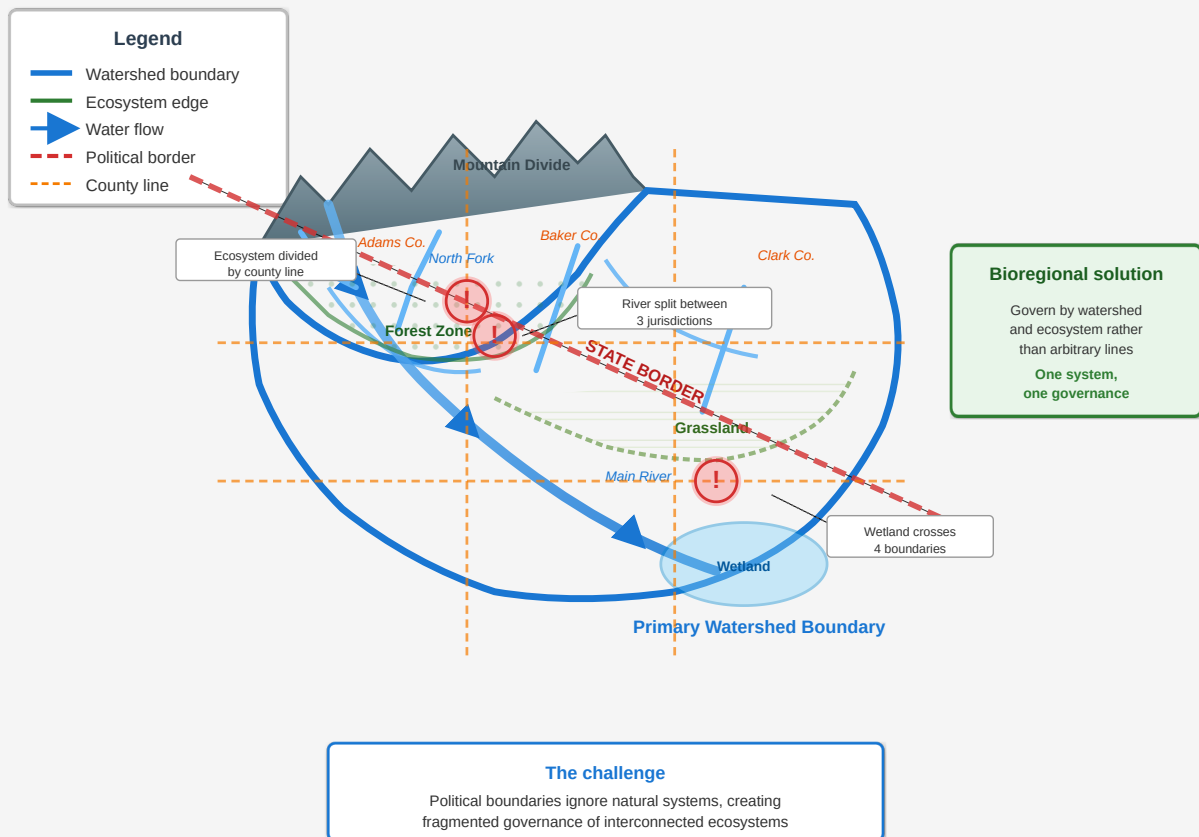 Legend
Watershed boundary
Ecosystem edge
Water flow
Political border
County line
Mountain Divide
Adams Co.
Baker Co.
Clark Co.
North Fork
Ecosystem divided
by county line
River split between
3 jurisdictions
Forest Zone
!
!
STATE BORDER
Grassland
Main River
!
Wetland crosses
4 boundaries
Wetland
Primary Watershed Boundary
Bioregional solution
Govern by watershed
and ecosystem rather
than arbitrary lines
One system,
one governance
The challenge
Political boundaries ignore natural systems, creating
fragmented governance of interconnected ecosystems